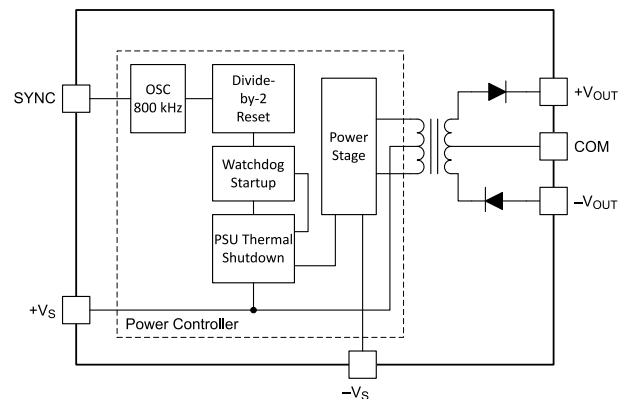 SYNC
OSC
800 kHz
Divide-
by-2
Reset
Watchdog
Startup
PSU Thermal
Shutdown
Power
Stage
+VOUT
COM
–VOUT
+VS
Power Controller
–VS